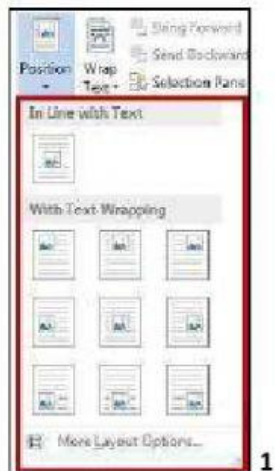 Bring Forward
Send Backward
Position Wrap Text Selection Pane
In Line with Text
With Text Wrapping
More Layout Options...
1